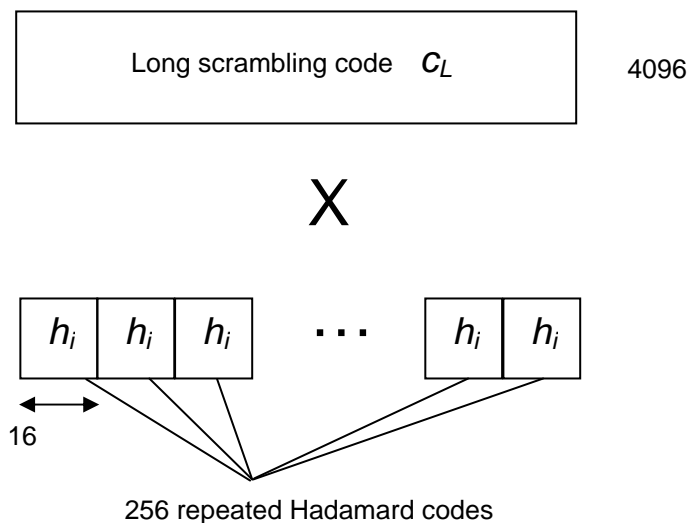 Long scrambling code c_L
4096
X
h_i h_i h_i ... h_i h_i
16
256 repeated Hadamard codes